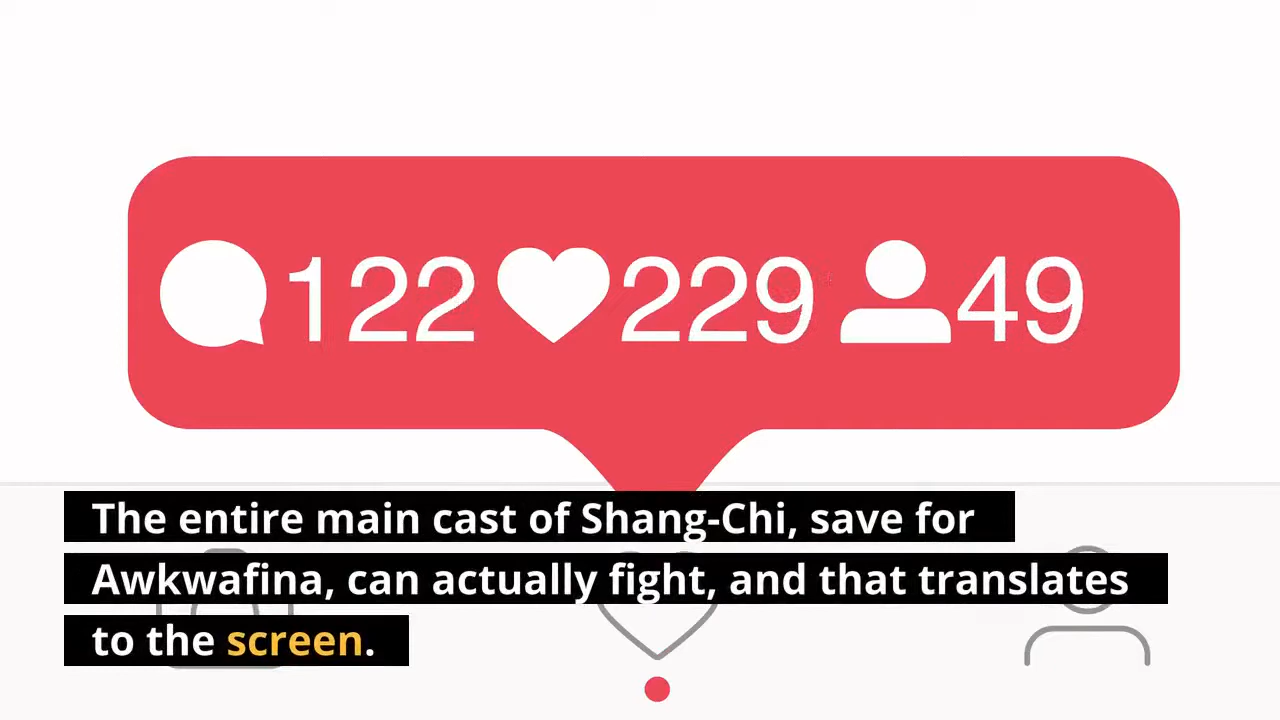 122 229 49
The entire main cast of Shang-Chi, save for
Awkwafina, can actually fight, and that translates
to the screen.